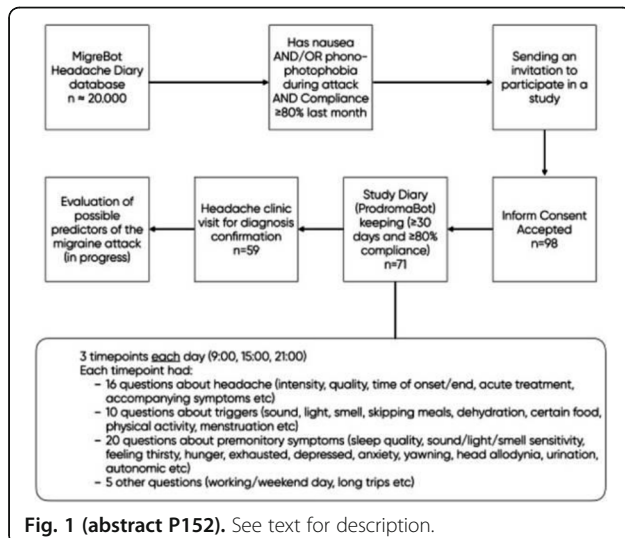 MigreBot
Headache Diary
database
n ≈ 20.000
Has nausea
AND/OR phono-
photophobia
during attack
AND Compliance
≥80% last month
Sending an
invitation to
participate in a
study
Evaluation of
possible
predictors of the
migraine attack
(in progress)
Headache clinic
visit for diagnosis
confirmation
n=59
Study Diary
(ProdromaBot)
keeping (≥30
days and ≥80%
compliance)
n=71
Inform Consent
Accepted
n=98
3 timepoints each day (9:00, 15:00, 21:00)
Each timepoint had:
– 16 questions about headache (intensity, quality, time of onset/end, acute treatment,
accompanying symptoms etc)
– 10 questions about triggers (sound, light, smell, skipping meals, dehydration, certain food,
physical activity, menstruation etc)
– 20 questions about premonitory symptoms (sleep quality, sound/light/smell sensitivity,
feeling thirsty, hunger, exhausted, depressed, anxiety, yawning, head allodynia, urination,
autonomic etc)
– 5 other questions (working/weekend day, long trips etc)
Fig. 1 (abstract P152). See text for description.